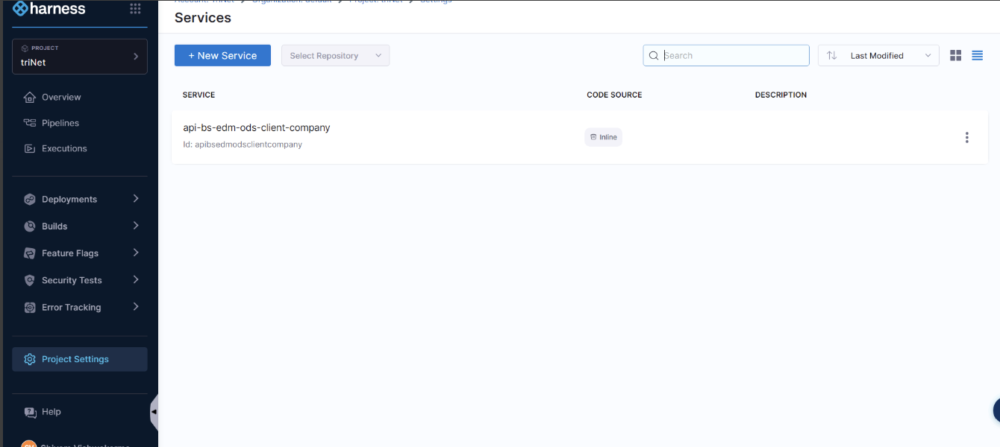 harness
Account: TriNet > Organization: default > Project: triNet > Settings
Services
PROJECT
triNet
+ New Service
Select Repository
Search
Last Modified
Overview
Pipelines
Executions
SERVICE
CODE SOURCE
DESCRIPTION
api-bs-edm-ods-client-company
Id: apibsedmodsclientcompany
Inline
Deployments
Builds
Feature Flags
Security Tests
Error Tracking
Project Settings
Help
Shivam Vishwakarma